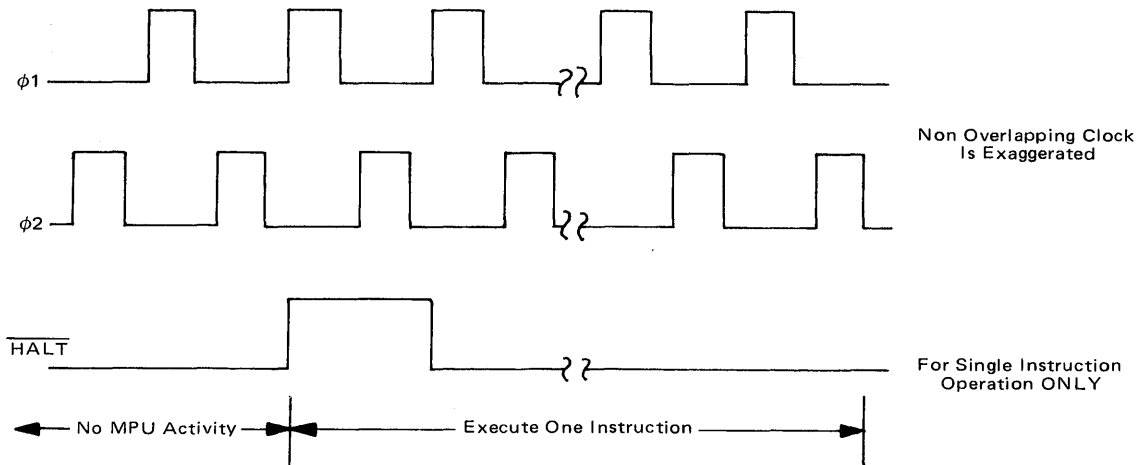 ϕ1
Non Overlapping Clock
Is Exaggerated
ϕ2
HALT
For Single Instruction
Operation ONLY
No MPU Activity
Execute One Instruction